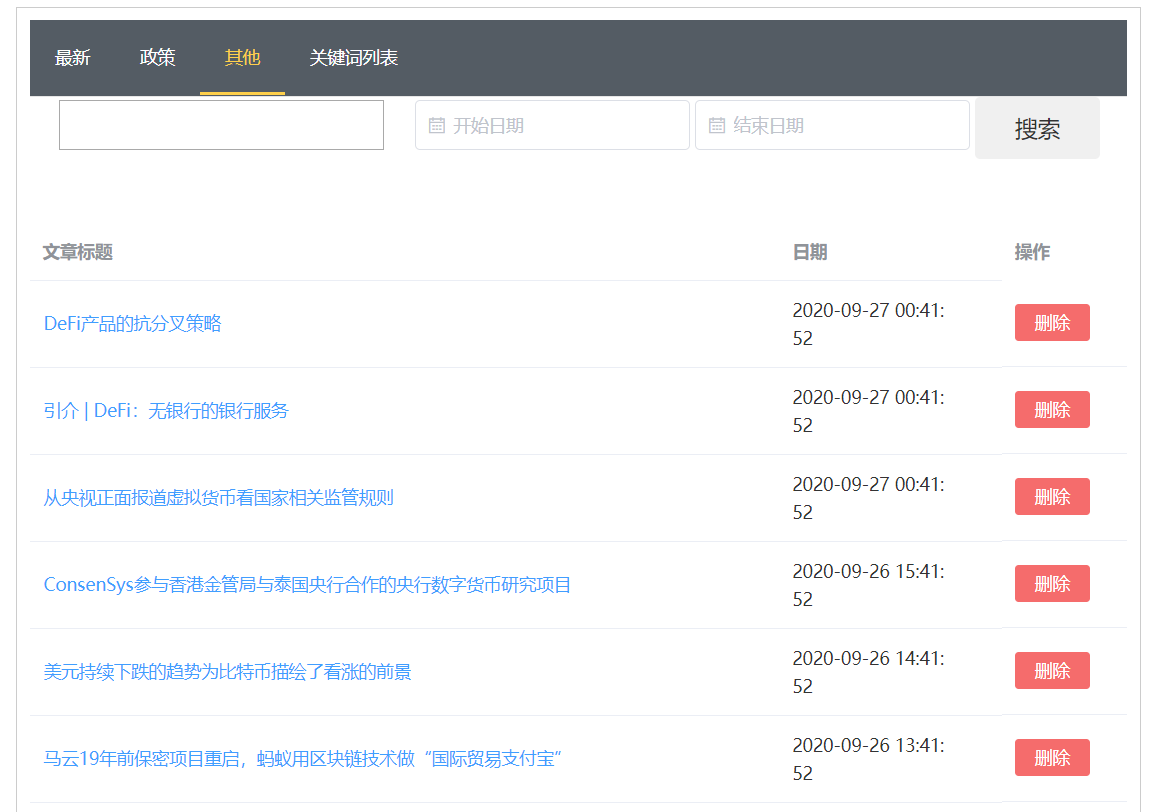 最新 政策 其他 关键词列表
开始日期 结束日期 搜索
文章标题 日期 操作
DeFi产品的抗分叉策略 2020-09-27 00:41: 删除
52
引介 | DeFi：无银行的银行服务 2020-09-27 00:41: 删除
52
从央视正面报道虚拟货币看国家相关监管规则 2020-09-27 00:41: 删除
52
ConsenSys参与香港金管局与泰国央行合作的央行数字货币研究项目 2020-09-26 15:41: 删除
52
美元持续下跌的趋势为比特币描绘了看涨的前景 2020-09-26 14:41: 删除
52
马云19年前保密项目重启，蚂蚁用区块链技术做“国际贸易支付宝” 2020-09-26 13:41: 删除
52